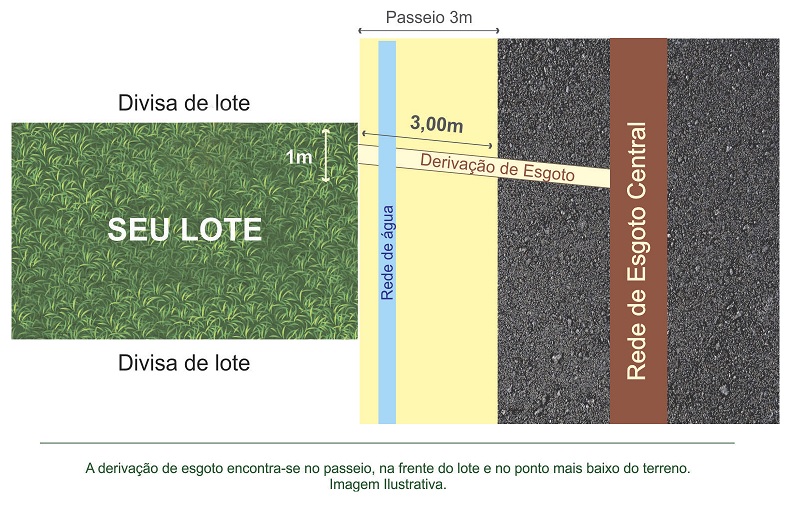 Passeio 3m
Divisa de lote
3,00m
1m
Derivação de Esgoto
SEU LOTE
Rede de água
Rede de Esgoto Central
Divisa de lote
A derivação de esgoto encontra-se no passeio, na frente do lote e no ponto mais baixo do terreno.
Imagem Ilustrativa.